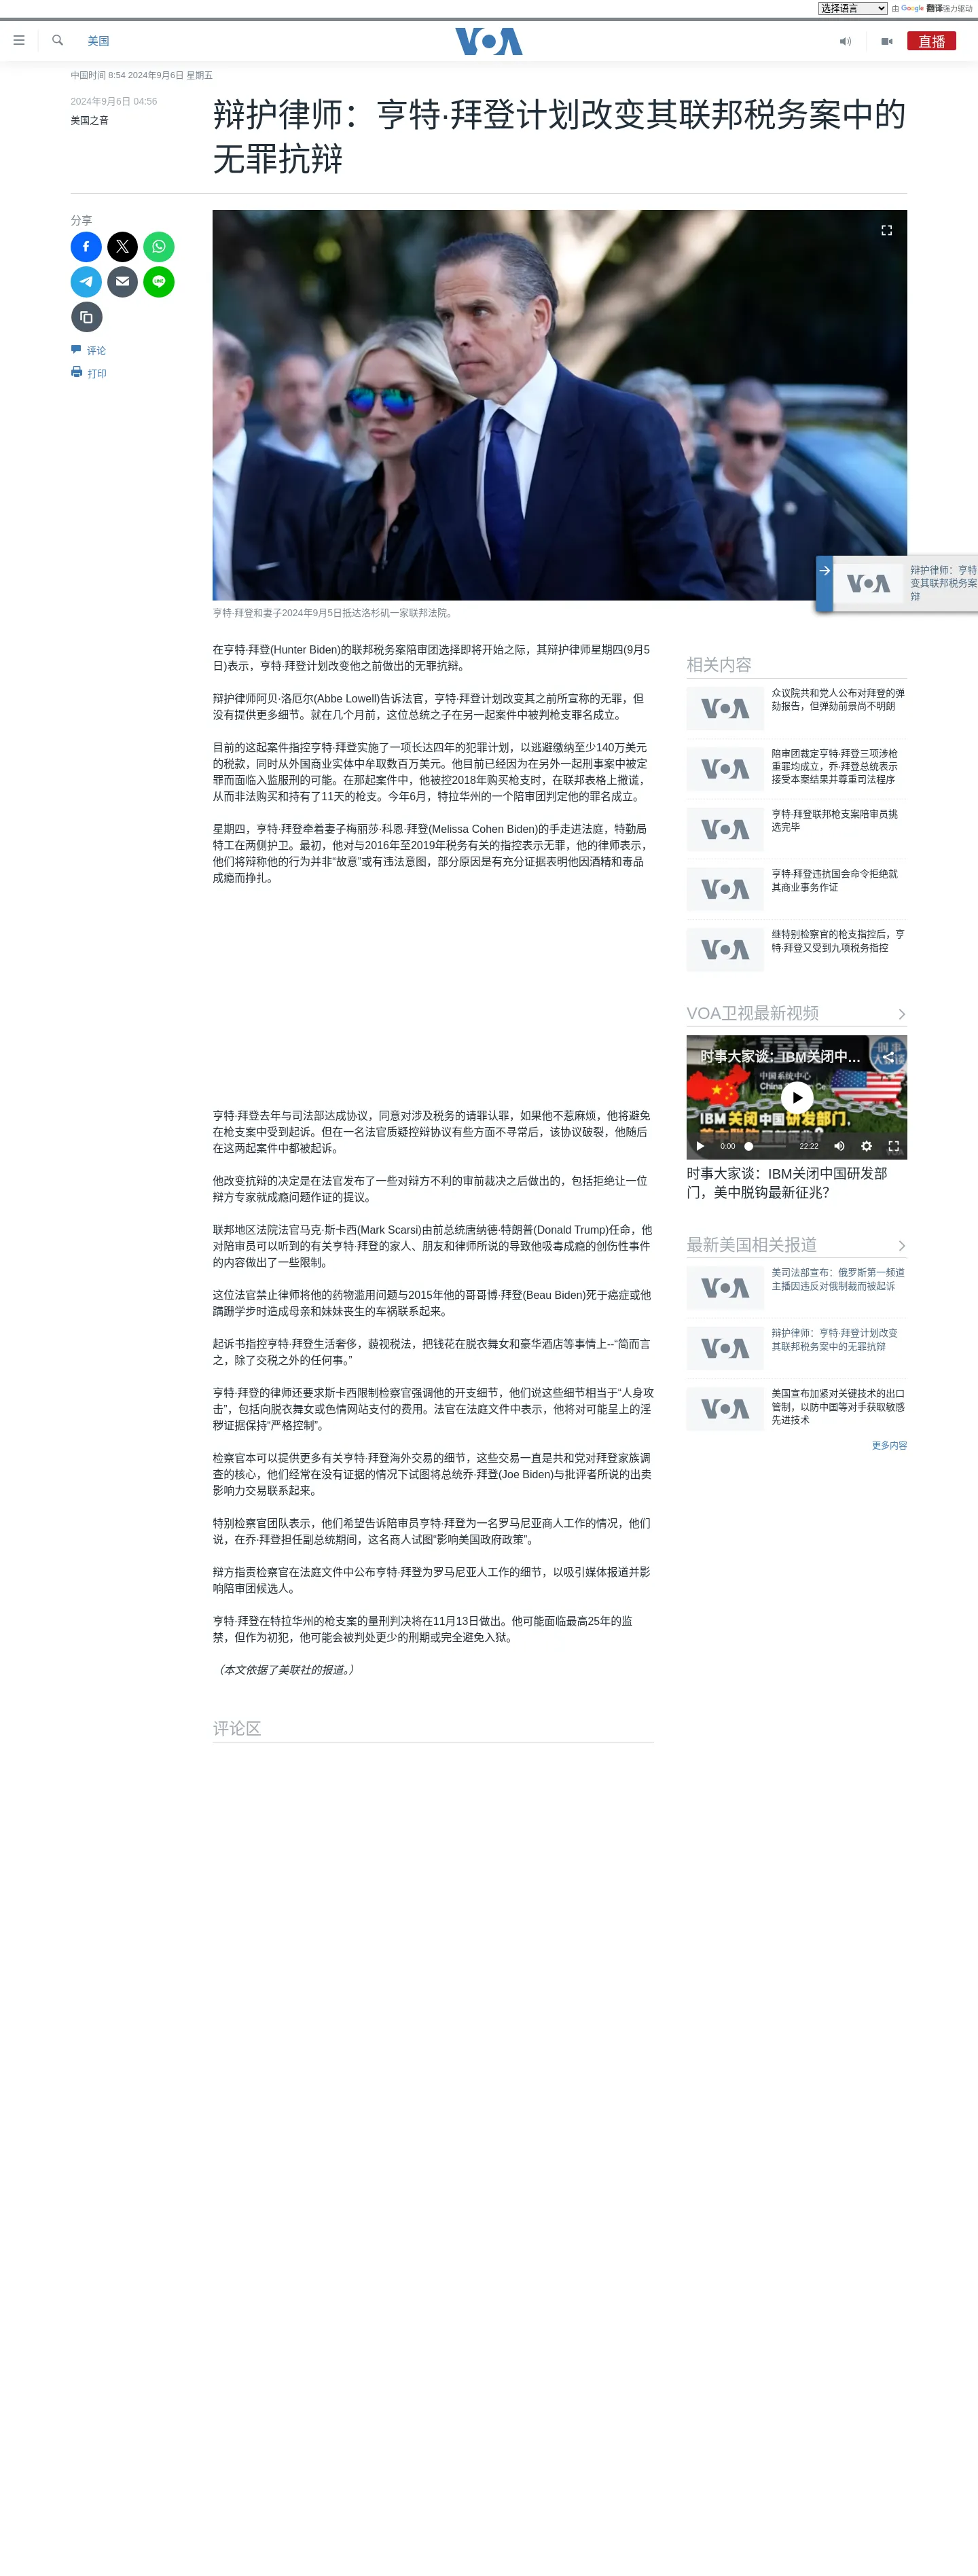 选择语言
由 Google 翻译强力驱动
美国
VOA
直播
中国时间 8:54 2024年9月6日 星期五
2024年9月6日 04:56
美国之音
辩护律师：亨特·拜登计划改变其联邦税务案中的
无罪抗辩
分享
评论
打印
亨特·拜登和妻子2024年9月5日抵达洛杉矶一家联邦法院。
VOA
辩护律师：亨特
变其联邦税务案
辩
在亨特·拜登(Hunter Biden)的联邦税务案陪审团选择即将开始之际，其辩护律师星期四(9月5
日)表示，亨特·拜登计划改变他之前做出的无罪抗辩。
辩护律师阿贝·洛厄尔(Abbe Lowell)告诉法官，亨特·拜登计划改变其之前所宣称的无罪，但
没有提供更多细节。就在几个月前，这位总统之子在另一起案件中被判枪支罪名成立。
目前的这起案件指控亨特·拜登实施了一项长达四年的犯罪计划，以逃避缴纳至少140万美元
的税款，同时从外国商业实体中牟取数百万美元。他目前已经因为在另外一起刑事案中被定
罪而面临入监服刑的可能。在那起案件中，他被控2018年购买枪支时，在联邦表格上撒谎，
从而非法购买和持有了11天的枪支。今年6月，特拉华州的一个陪审团判定他的罪名成立。
星期四，亨特·拜登牵着妻子梅丽莎·科恩·拜登(Melissa Cohen Biden)的手走进法庭，特勤局
特工在两侧护卫。最初，他对与2016年至2019年税务有关的指控表示无罪，他的律师表示，
他们将辩称他的行为并非“故意”或有违法意图，部分原因是有充分证据表明他因酒精和毒品
成瘾而挣扎。
亨特·拜登去年与司法部达成协议，同意对涉及税务的请罪认罪，如果他不惹麻烦，他将避免
在枪支案中受到起诉。但在一名法官质疑控辩协议有些方面不寻常后，该协议破裂，他随后
在这两起案件中都被起诉。
他改变抗辩的决定是在法官发布了一些对辩方不利的审前裁决之后做出的，包括拒绝让一位
辩方专家就成瘾问题作证的提议。
联邦地区法院法官马克·斯卡西(Mark Scarsi)由前总统唐纳德·特朗普(Donald Trump)任命，他
对陪审员可以听到的有关亨特·拜登的家人、朋友和律师所说的导致他吸毒成瘾的创伤性事件
的内容做出了一些限制。
这位法官禁止律师将他的药物滥用问题与2015年他的哥哥博·拜登(Beau Biden)死于癌症或他
蹒跚学步时造成母亲和妹妹丧生的车祸联系起来。
起诉书指控亨特·拜登生活奢侈，藐视税法，把钱花在脱衣舞女和豪华酒店等事情上--“简而言
之，除了交税之外的任何事。”
亨特·拜登的律师还要求斯卡西限制检察官强调他的开支细节，他们说这些细节相当于“人身攻
击”，包括向脱衣舞女或色情网站支付的费用。法官在法庭文件中表示，他将对可能呈上的淫
秽证据保持“严格控制”。
检察官本可以提供更多有关亨特·拜登海外交易的细节，这些交易一直是共和党对拜登家族调
查的核心，他们经常在没有证据的情况下试图将总统乔·拜登(Joe Biden)与批评者所说的出卖
影响力交易联系起来。
特别检察官团队表示，他们希望告诉陪审员亨特·拜登为一名罗马尼亚商人工作的情况，他们
说，在乔·拜登担任副总统期间，这名商人试图“影响美国政府政策”。
辩方指责检察官在法庭文件中公布亨特·拜登为罗马尼亚人工作的细节，以吸引媒体报道并影
响陪审团候选人。
亨特·拜登在特拉华州的枪支案的量刑判决将在11月13日做出。他可能面临最高25年的监
禁，但作为初犯，他可能会被判处更少的刑期或完全避免入狱。
（本文依据了美联社的报道。）
评论区
相关内容
VOA
众议院共和党人公布对拜登的弹
劾报告，但弹劾前景尚不明朗
VOA
陪审团裁定亨特·拜登三项涉枪
重罪均成立，乔·拜登总统表示
接受本案结果并尊重司法程序
VOA
亨特·拜登联邦枪支案陪审员挑
选完毕
VOA
亨特·拜登违抗国会命令拒绝就
其商业事务作证
VOA
继特别检察官的枪支指控后，亨
特·拜登又受到九项税务指控
VOA卫视最新视频
时事大家谈：IBM关闭中…
时事
大家谈
中国系统中心
IBM关闭中国研发部门，
美中脱钩最新征兆？
0:00
22:22
时事大家谈：IBM关闭中国研发部
门，美中脱钩最新征兆？
最新美国相关报道
VOA
美司法部宣布：俄罗斯第一频道
主播因违反对俄制裁而被起诉
VOA
辩护律师：亨特·拜登计划改变
其联邦税务案中的无罪抗辩
VOA
美国宣布加紧对关键技术的出口
管制，以防中国等对手获取敏感
先进技术
更多内容